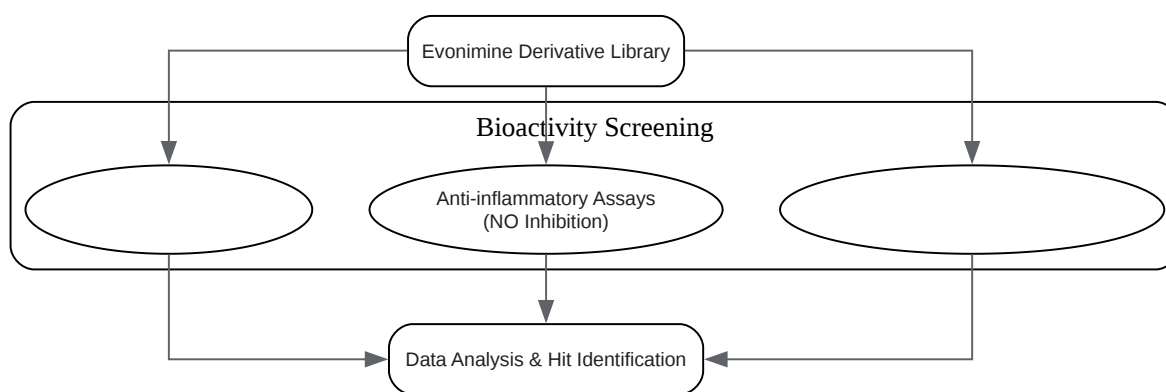 Evonimine Derivative Library
Bioactivity Screening
Anti-inflammatory Assays
(NO Inhibition)
Data Analysis & Hit Identification